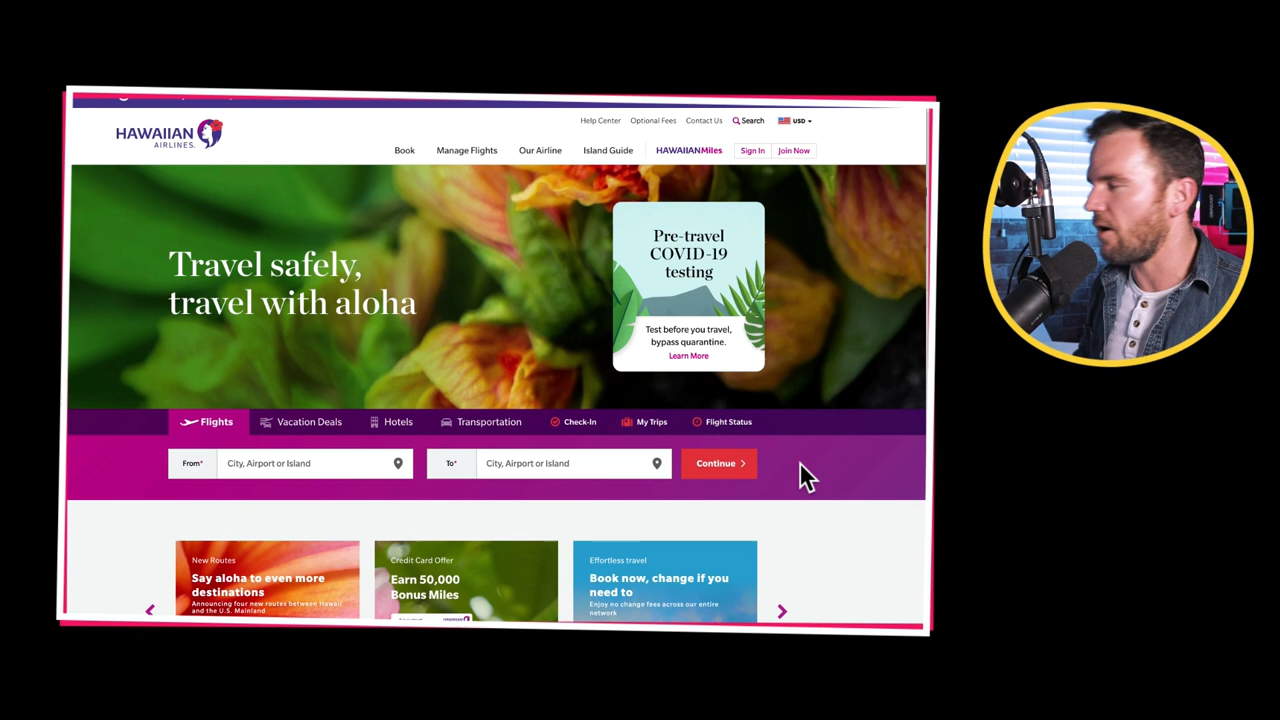 HAWAIIAN
AIRLINES.
Help Center Optional Fees Contact Us Search USD
Book Manage Flights Our Airline Island Guide HAWAIIANMiles Sign In Join Now
Travel safely,
travel with aloha
Pre-travel
COVID-19
testing
Test before you travel,
bypass quarantine.
Learn More
Flights Vacation Deals Hotels Transportation Check-In My Trips Flight Status
From* City, Airport or Island To* City, Airport or Island Continue
New Routes
Say aloha to even more
destinations
Announcing four new routes between Hawaii
and the U.S. Mainland
Credit Card Offer
Earn 50,000
Bonus Miles
HAWAIIAN
Effortless travel
Book now, change if you
need to
Enjoy no change fees across our entire
network